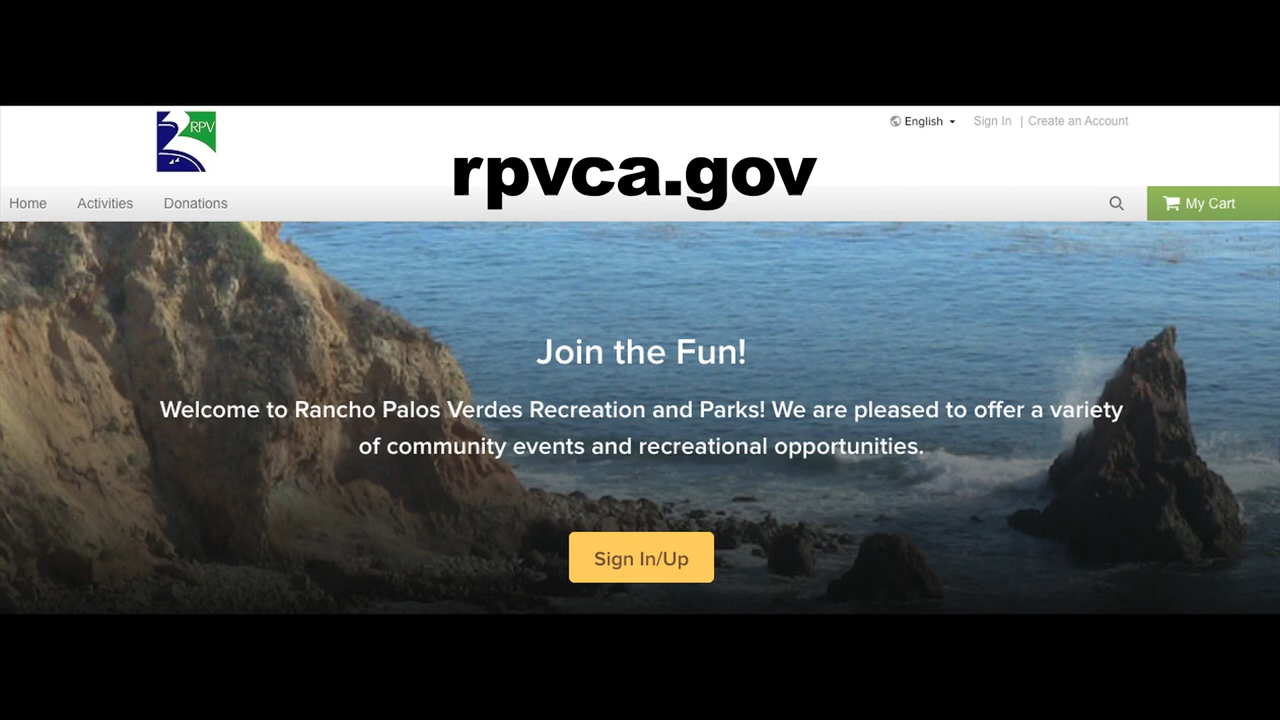 RPV
English
Sign In | Create an Account
rpvca.gov
Home Activities Donations
My Cart
Join the Fun!
Welcome to Rancho Palos Verdes Recreation and Parks! We are pleased to offer a variety
of community events and recreational opportunities.
Sign In/Up